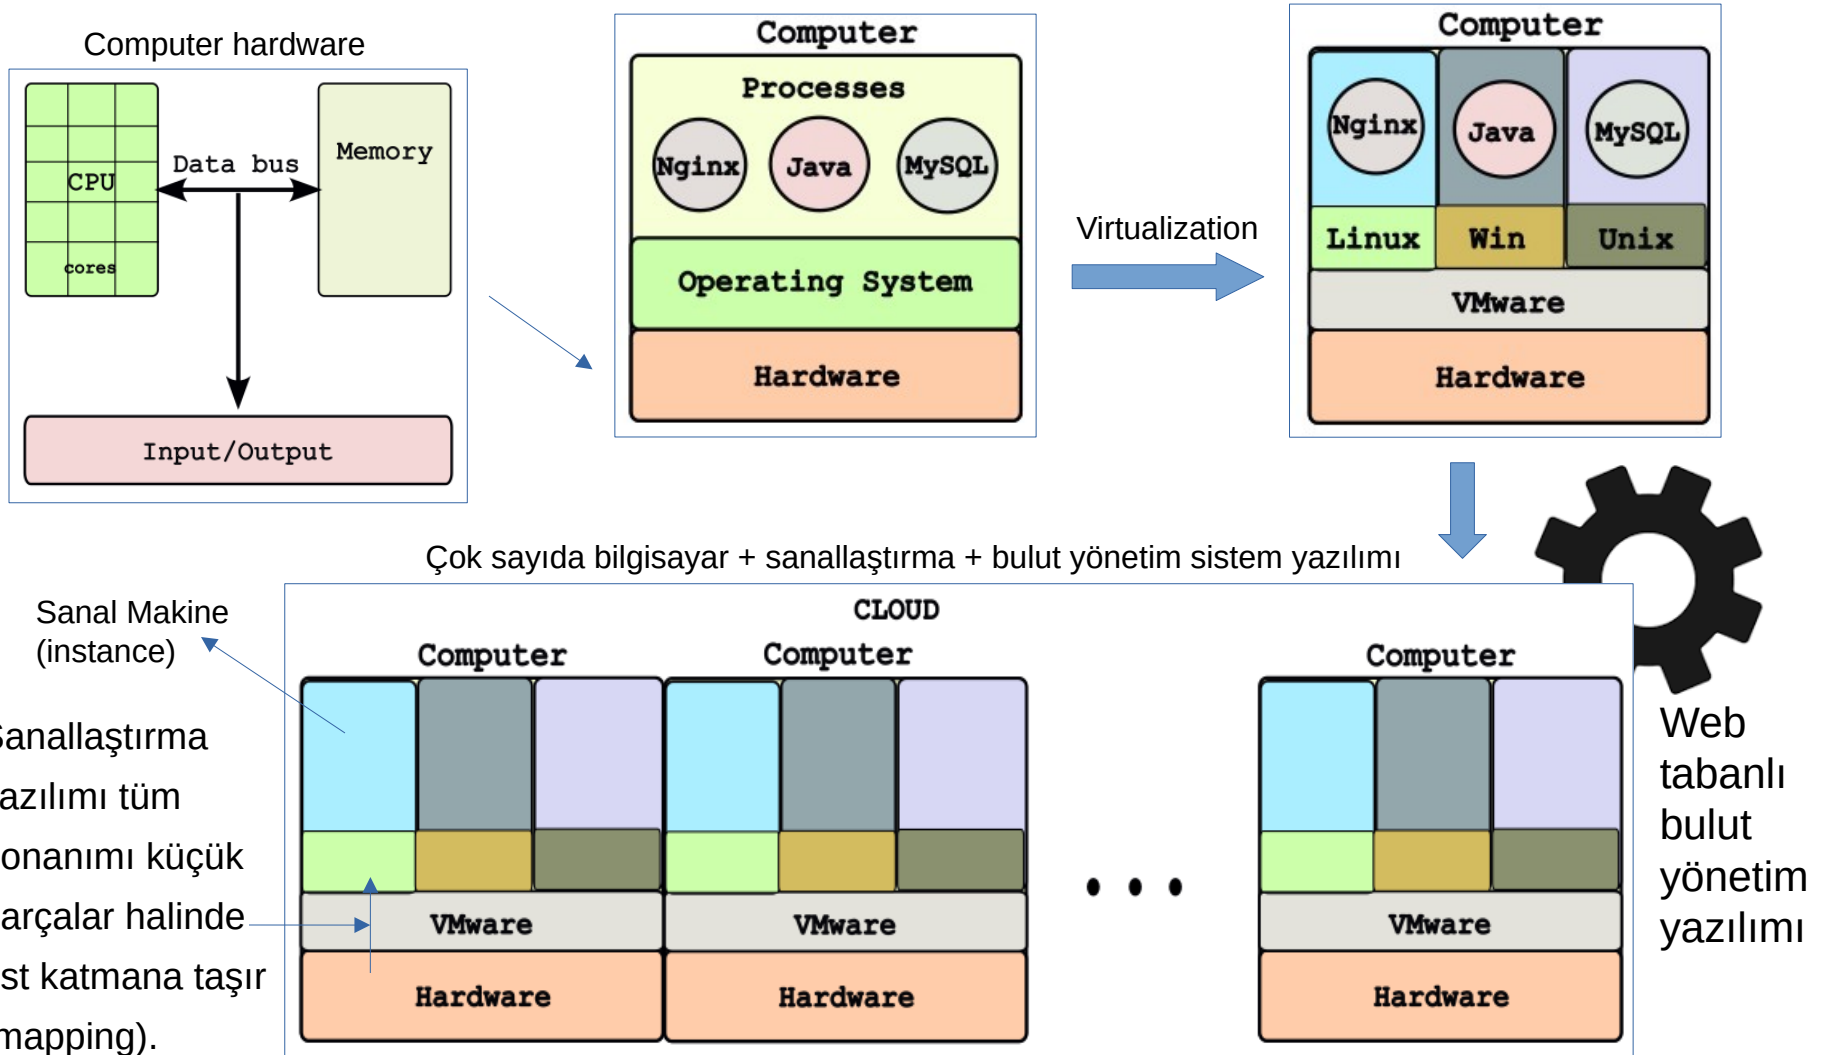 Computer hardware
CPU
cores
Data bus
Memory
Input/Output
Computer
Processes
Nginx
Java
MySQL
Operating System
Hardware
Virtualization
Computer
Nginx
Java
MySQL
Linux
Win
Unix
VMware
Hardware
Çok sayıda bilgisayar + sanallaştırma + bulut yönetim sistem yazılımı
Sanal Makine
(instance)
CLOUD
Computer
Computer
Computer
VMware
VMware
VMware
Hardware
Hardware
Hardware
Sanallaştırma
azılımı tüm
onanımı küçük
arçalar halinde
st katmana taşır
mapping).
Web
tabanlı
bulut
yönetim
yazılımı